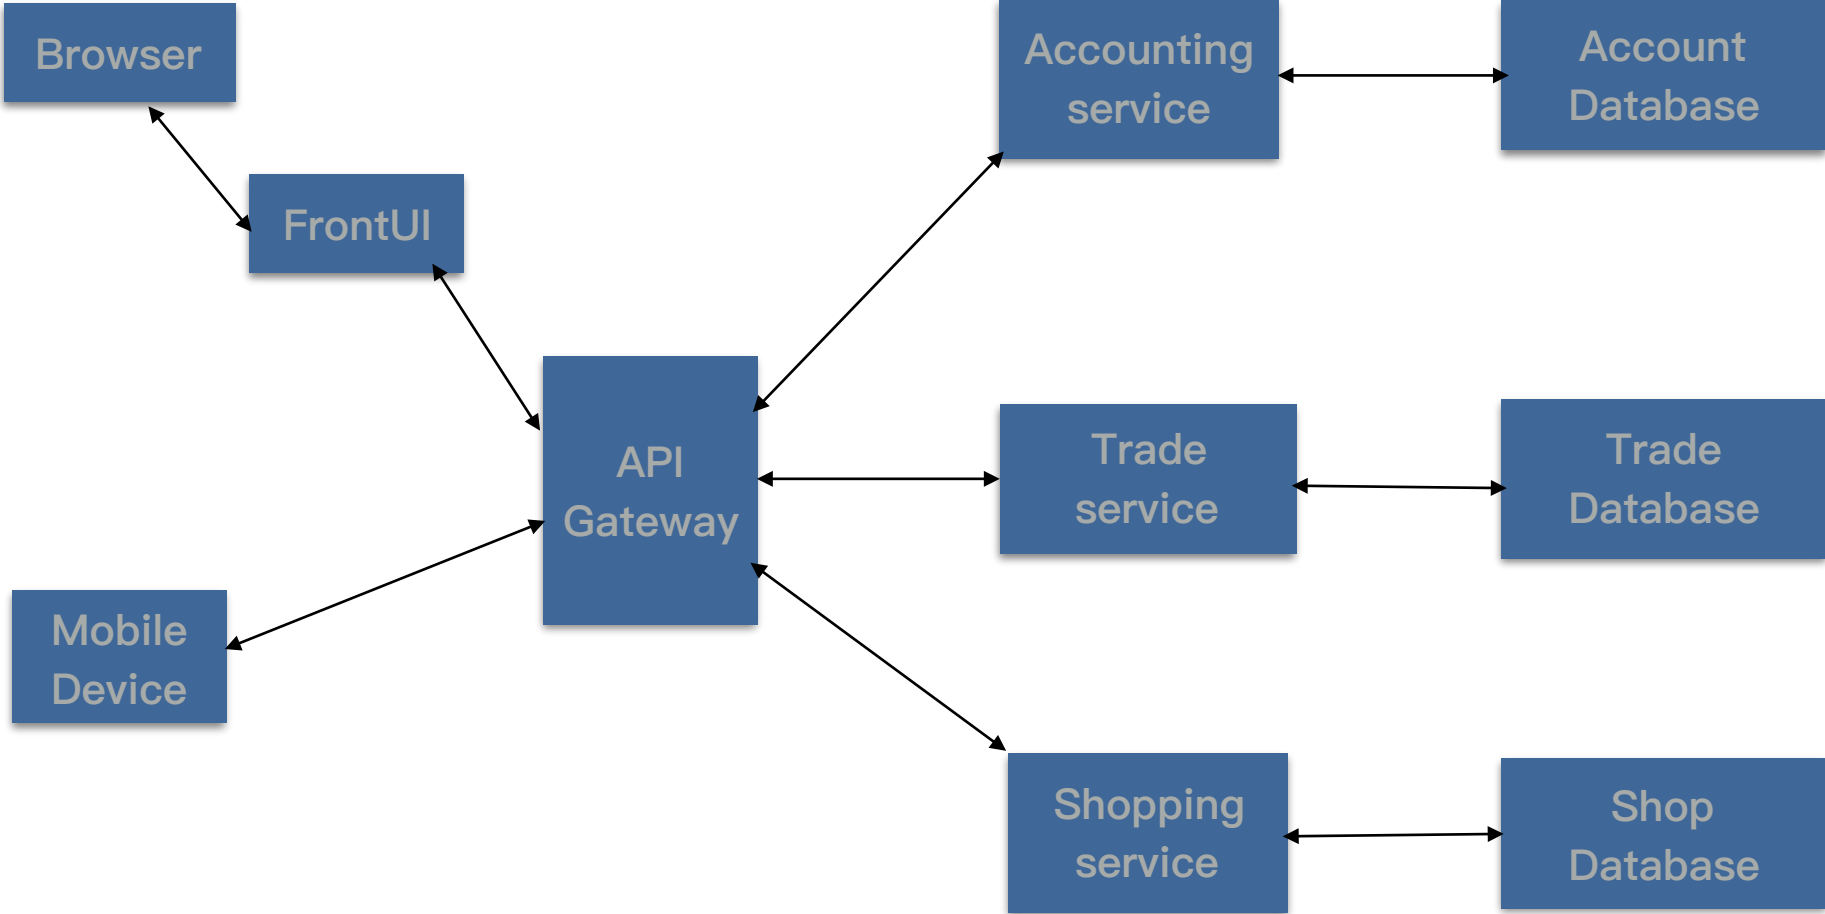 Browser
FrontUI
Mobile
Device
API
Gateway
Accounting
service
Account
Database
Trade
service
Trade
Database
Shopping
service
Shop
Database